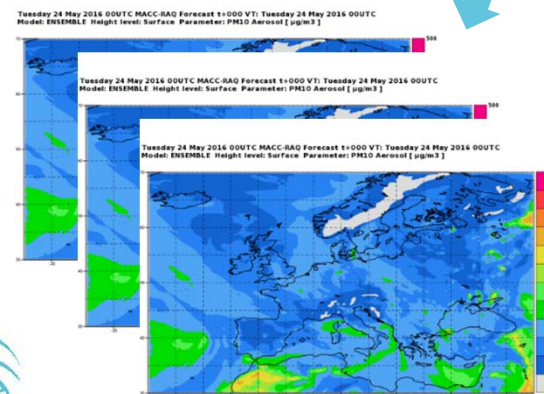 Tuesday 24 May 2016 00UTC MACC-RAQ Forecast t+000 VT: Tuesday 24 May 2016 00UTC
Model: ENSEMBLE Height level: Surface Parameter: PM10 Aerosol [ µg/m3 ]
500
Tuesday 24 May 2016 00UTC MACC-RAQ Forecast t+000 VT: Tuesday 24 May 2016 00UTC
Model: ENSEMBLE Height level: Surface Parameter: PM10 Aerosol [ µg/m3 ]
500
Tuesday 24 May 2016 00UTC MACC-RAQ Forecast t+000 VT: Tuesday 24 May 2016 00UTC
Model: ENSEMBLE Height level: Surface Parameter: PM10 Aerosol [ µg/m3 ]